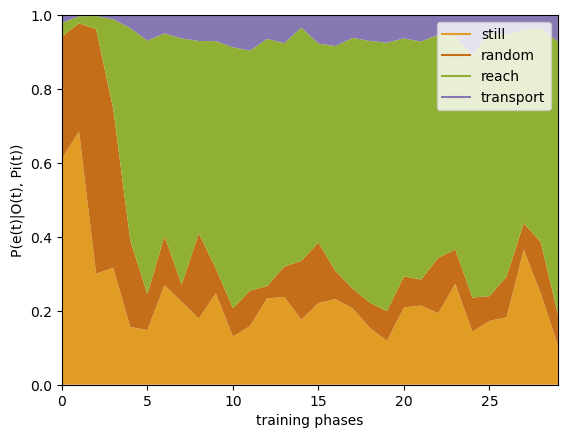 1.0
0.8
0.6
0.4
0.2
0.0
P(e(t)|O(t), Pi(t))
still
random
reach
transport
0 5 10 15 20 25
training phases